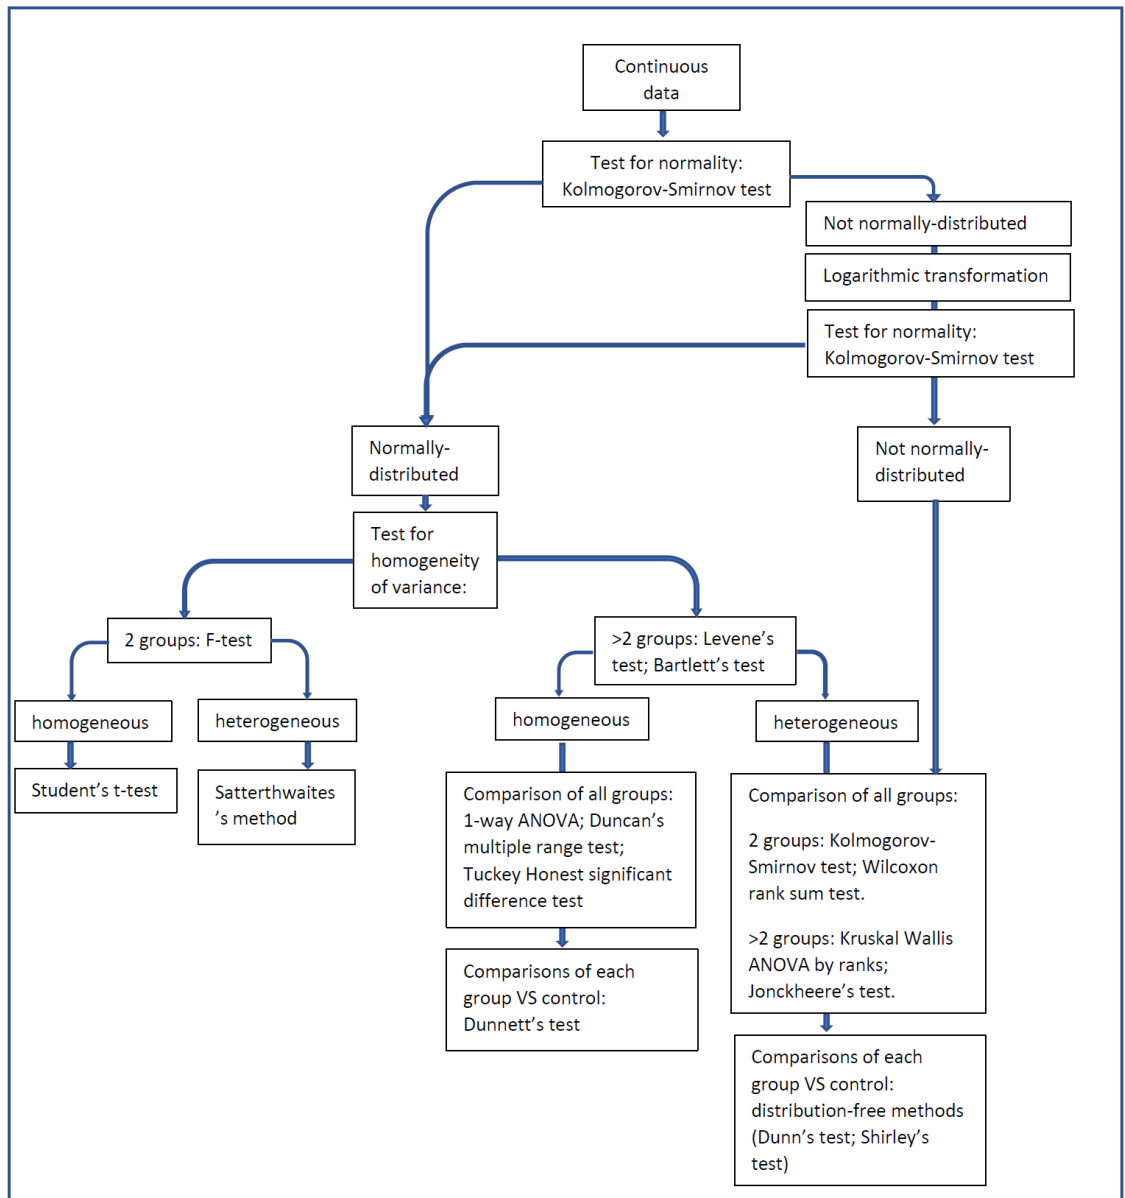 Continuous
data
Test for normality:
Kolmogorov-Smirnov test
Not normally-distributed
Logarithmic transformation
Test for normality:
Kolmogorov-Smirnov test
Normally-
distributed
Not normally-
distributed
Test for
homogeneity
of variance:
2 groups: F-test
>2 groups: Levene's
test; Bartlett's test
homogeneous
heterogeneous
homogeneous
heterogeneous
Student's t-test
Satterthwaites
's method
Comparison of all groups:
1-way ANOVA; Duncan's
multiple range test;
Tuckey Honest significant
difference test
Comparison of all groups:
2 groups: Kolmogorov-
Smirnov test; Wilcoxon
rank sum test.
>2 groups: Kruskal Wallis
ANOVA by ranks;
Jonckheere's test.
Comparisons of each
group VS control:
Dunnett's test
Comparisons of each
group VS control:
distribution-free methods
(Dunn's test; Shirley's
test)